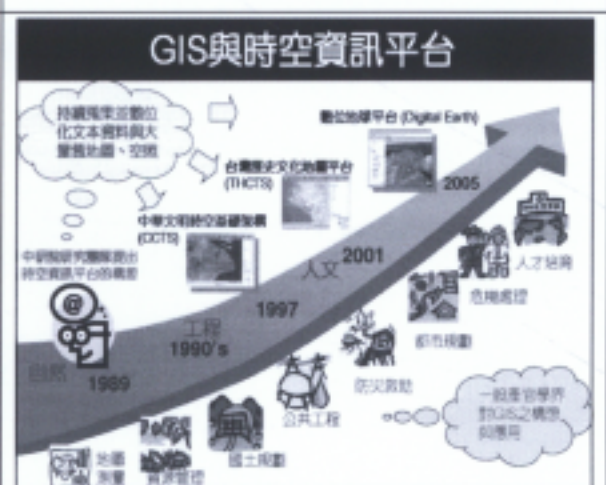 GIS與時空資訊平台
持續蒐集並數位
化文本資料與大
量舊地圖、空照
數位地球平台 (Digital Earth)
台灣歷史文化地圖平台
(THCTS)
2005
中華文明時空基礎架構
(CCTS)
中研院研究團隊提出
時空資訊平台的構想
人文
2001
人才培育
危機處理
1997
工程
1990's
都市規劃
自然
1989
防災救助
一般產官學界
對GIS之構想
與應用
公共工程
國土規劃
地圖
測量
資源管理